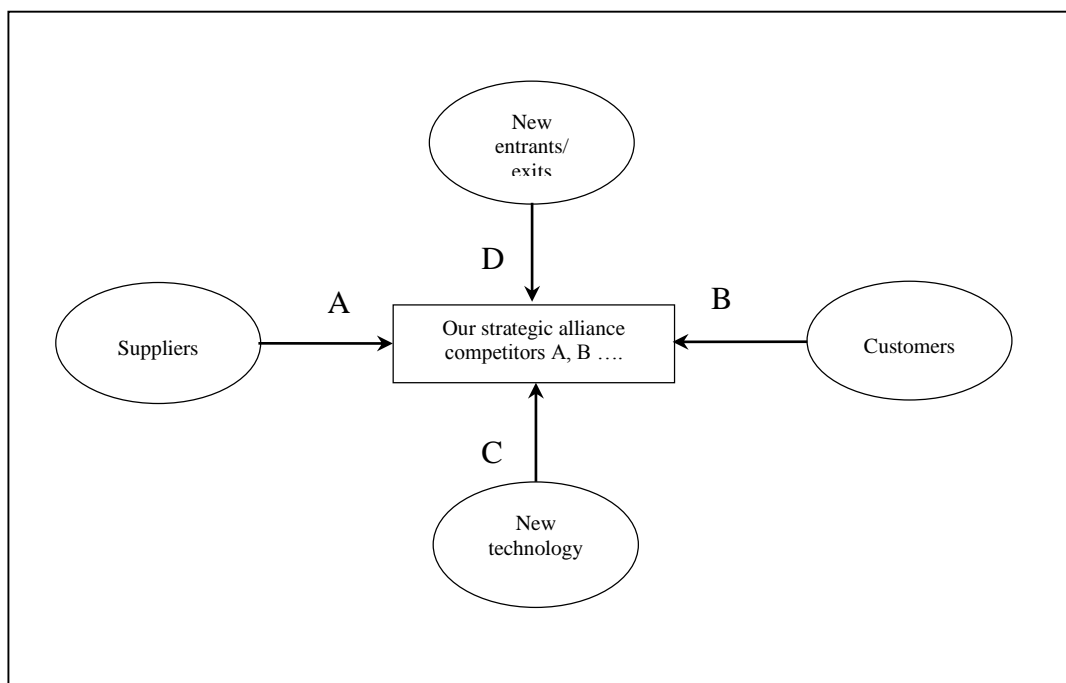 New
entrants/
exits
D
A
B
Our strategic alliance
competitors A, B ….
Suppliers
Customers
C
New
technology